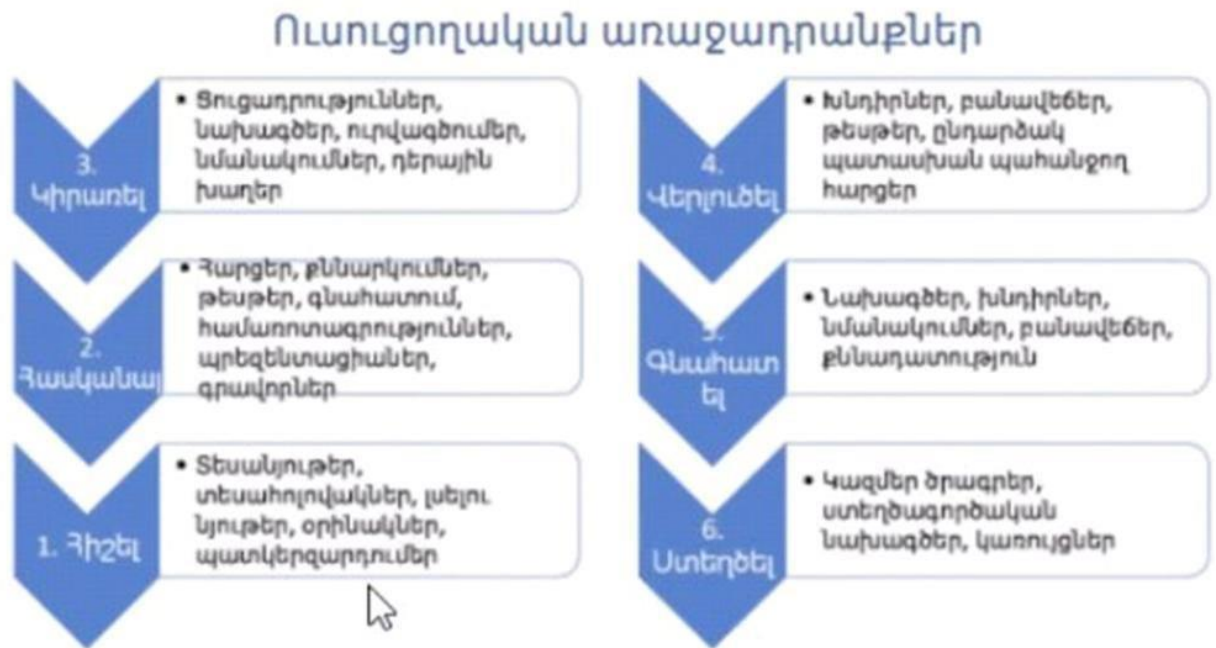 Ուսուցողական առաջադրանքներ
3.
Կիրառել
• Ցուցադրություններ,
նախագծեր, ուրվագծումեր,
նմանակումներ, դերային
խաղեր
2.
Հասկանալ
• Հարցեր, քննարկումներ,
թեսթեր, գնահատում,
համառոտագրություններ,
պրեզենտացիաներ,
գրավորներ
1. Հիշել
• Տեսանյութեր,
տեսահոլովակներ, լսելու
նյութեր, օրինակներ,
պատկերզարդումեր
4.
Վերլուծել
• Խնդիրներ, բանավեճեր,
թեսթեր, ընդարձակ
պատասխան պահանջող
հարցեր
5.
Գնահատ
ել
• Նախագծեր, խնդիրներ,
նմանակումներ, բանավեճեր,
քննադատություն
6.
Ստեղծել
• Կազմեր ծրագրեր,
ստեղծագործական
նախագծեր, կառույցներ